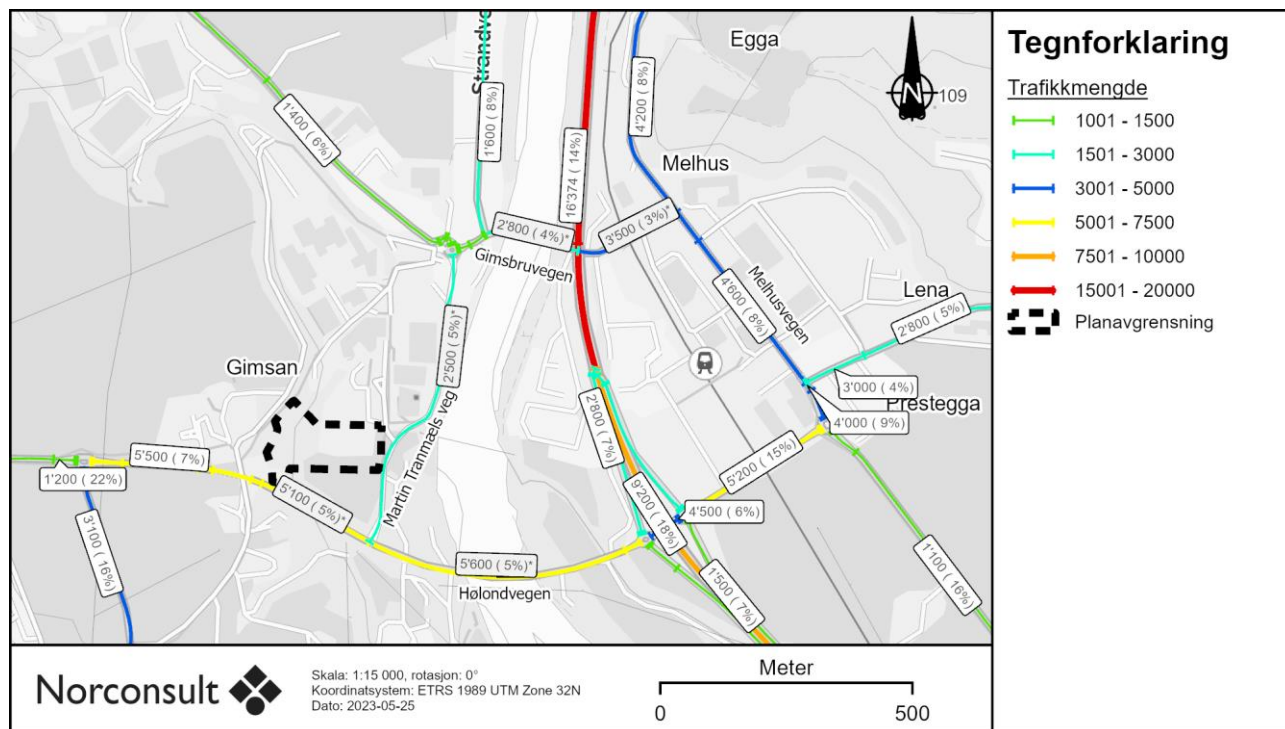 Egga
109
Strandve
4'200 ( 8%)
1'400 ( 6%)
1'600 ( 8%)
16'374 ( 14%)
Melhus
2'800 ( 4%)*
3'500 ( 3%)*
Gimsbruvegen
4'600 ( 8%)
Melhusvegen
Lena
2'800 ( 5%)
Gimsan
2'500 ( 5%)*
Martin Tranmæls veg
3'000 ( 4%)
Prestegga
4'000 ( 9%)
2'800 ( 7%)
5'500 ( 7%)
1'200 ( 22%)
5'200 ( 15%)
5'100 ( 5%)*
9'200 ( 18%)
4'500 ( 6%)
3'100 ( 16%)
5'600 ( 5%)*
Hølondvegen
1'500 ( 7%)
1'100 ( 16%)
N
Tegnforklaring
Trafikkmengde
1001 - 1500
1501 - 3000
3001 - 5000
5001 - 7500
7501 - 10000
15001 - 20000
Planavgrensning
Norconsult
Skala: 1:15 000, rotasjon: 0°
Koordinatsystem: ETRS 1989 UTM Zone 32N
Dato: 2023-05-25
Meter
0 500